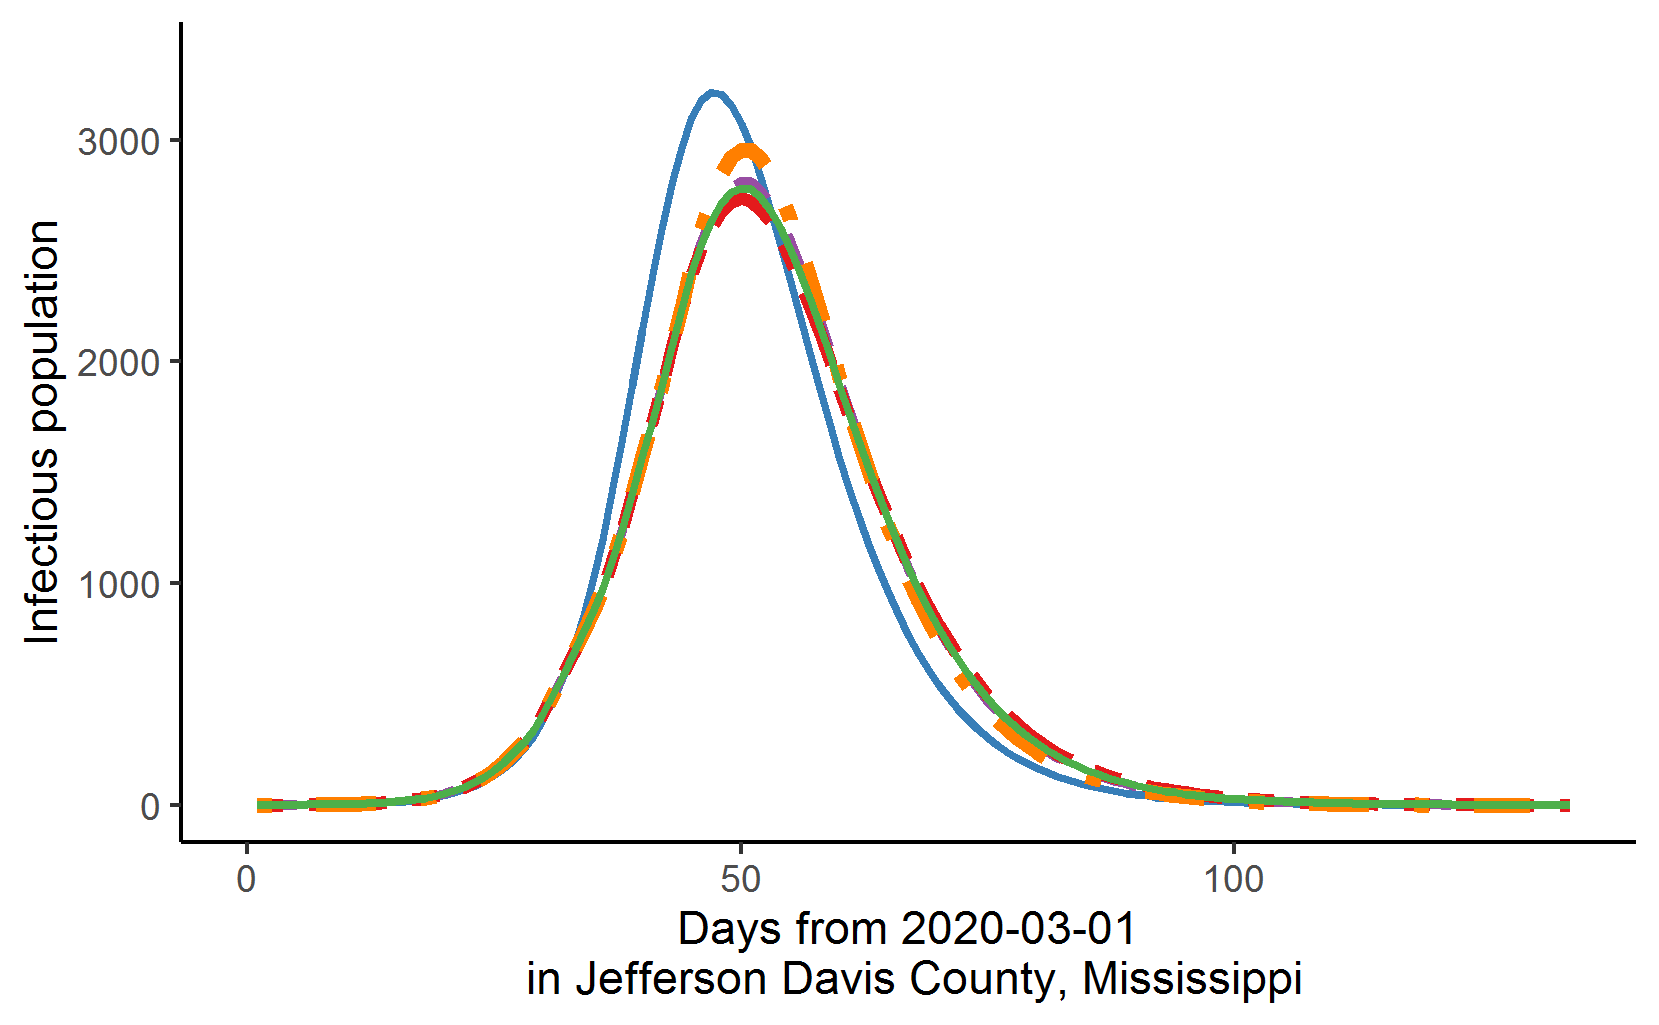 Infectious population
3000
2000
1000
0
0 50 100
Days from 2020-03-01
in Jefferson Davis County, Mississippi